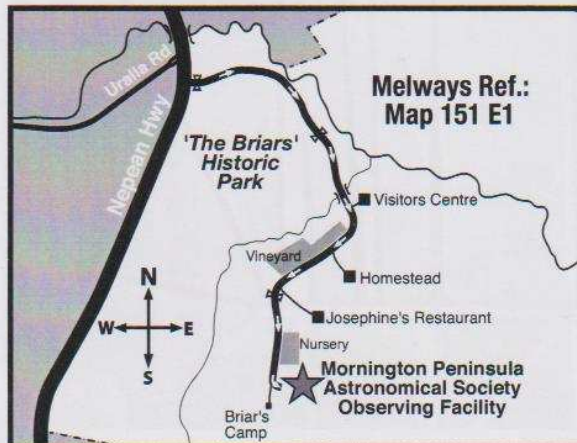 Uralla Rd.
Nepean Hwy
Melways Ref.:
Map 151 E1
'The Briars'
Historic
Park
Visitors Centre
Vineyard
Homestead
N
W
E
S
Josephine's Restaurant
Nursery
Mornington Peninsula
Astronomical Society
Observing Facility
Briar's
Camp